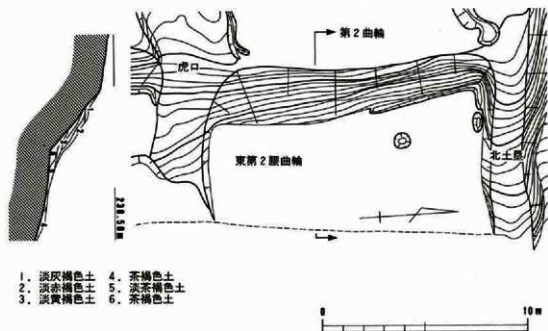 第2曲輪
虎口
東第2腰曲輪
北土塁
230.50m
1. 淡灰褐色土 4. 茶褐色土
2. 淡赤褐色土 5. 淡茶褐色土
3. 淡黄褐色土 6. 茶褐色土
0 10m